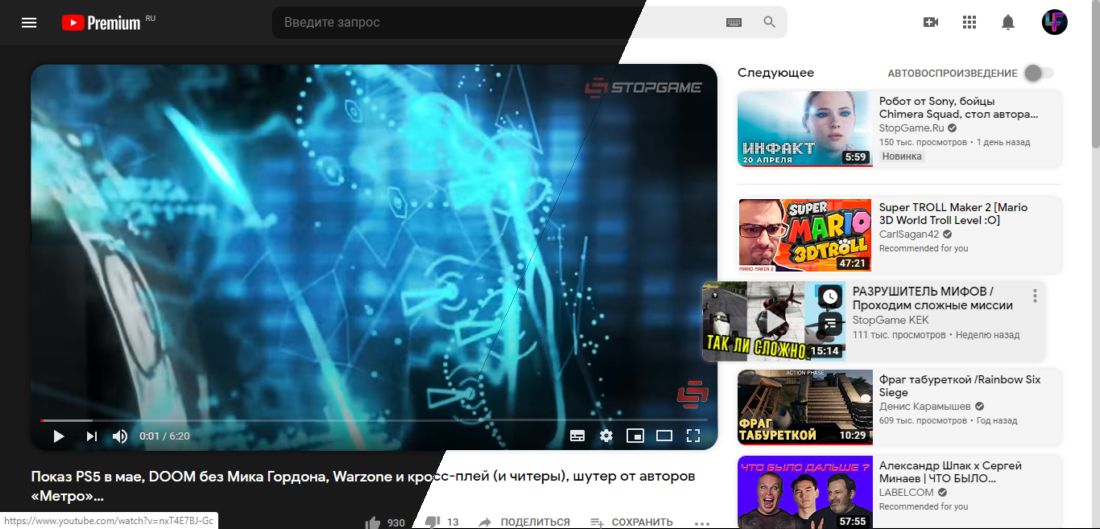 Premium RU
Введите запрос
STOPGAME
0:01 / 6:20
Показ PS5 в мае, DOOM без Мика Гордона, Warzone и кросс-плей (и читеры), шутер от авторов
«Метро»...
930
13
ПОДЕЛИТЬСЯ
СОХРАНИТЬ
https://www.youtube.com/watch?v=nxT4E7BJ-Gc
Следующее
АВТОВОСПРОИЗВЕДЕНИЕ
ИНФАКТ
20 АПРЕЛЯ
5:59
Робот от Sony, бойцы
Chimera Squad, стол автора...
StopGame.Ru
150 тыс. просмотров • 1 день назад
Новинка
SUPER
MARIO
3DTROLL
MARIO MAKER 2
47:21
Super TROLL Maker 2 [Mario
3D World Troll Level :O]
CarlSagan42
Recommended for you
ТАК ЛИ СЛОЖНО
15:14
РАЗРУШИТЕЛЬ МИФОВ /
Проходим сложные миссии
StopGame KEK
111 тыс. просмотров • Неделю назад
ACTION PHASE
ФРАГ
ТАБУРЕТКОЙ
10:29
Фраг табуреткой /Rainbow Six
Siege
Денис Карамышев
609 тыс. просмотров • Год назад
ЧТО БЫЛО ДАЛЬШЕ ?
57:55
Александр Шпак х Сергей
Минаев | ЧТО БЫЛО...
LABELCOM
Recommended for you